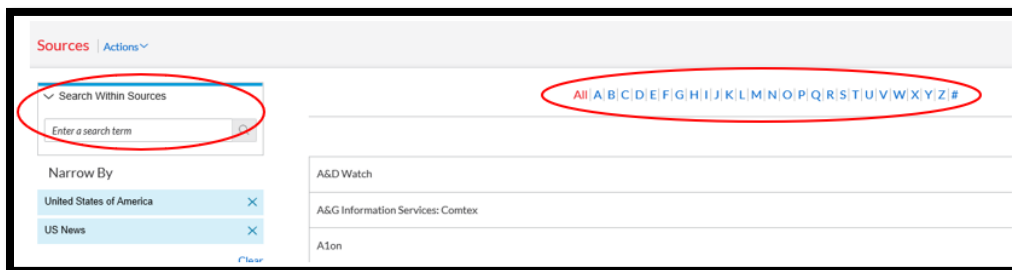 Sources Actions
Search Within Sources
All A B C D E F G H I J K L M N O P Q R S T U V W X Y Z #
Enter a search term
Narrow By
A&D Watch
United States of America
A&G Information Services: Comtex
US News
A1on
Clear